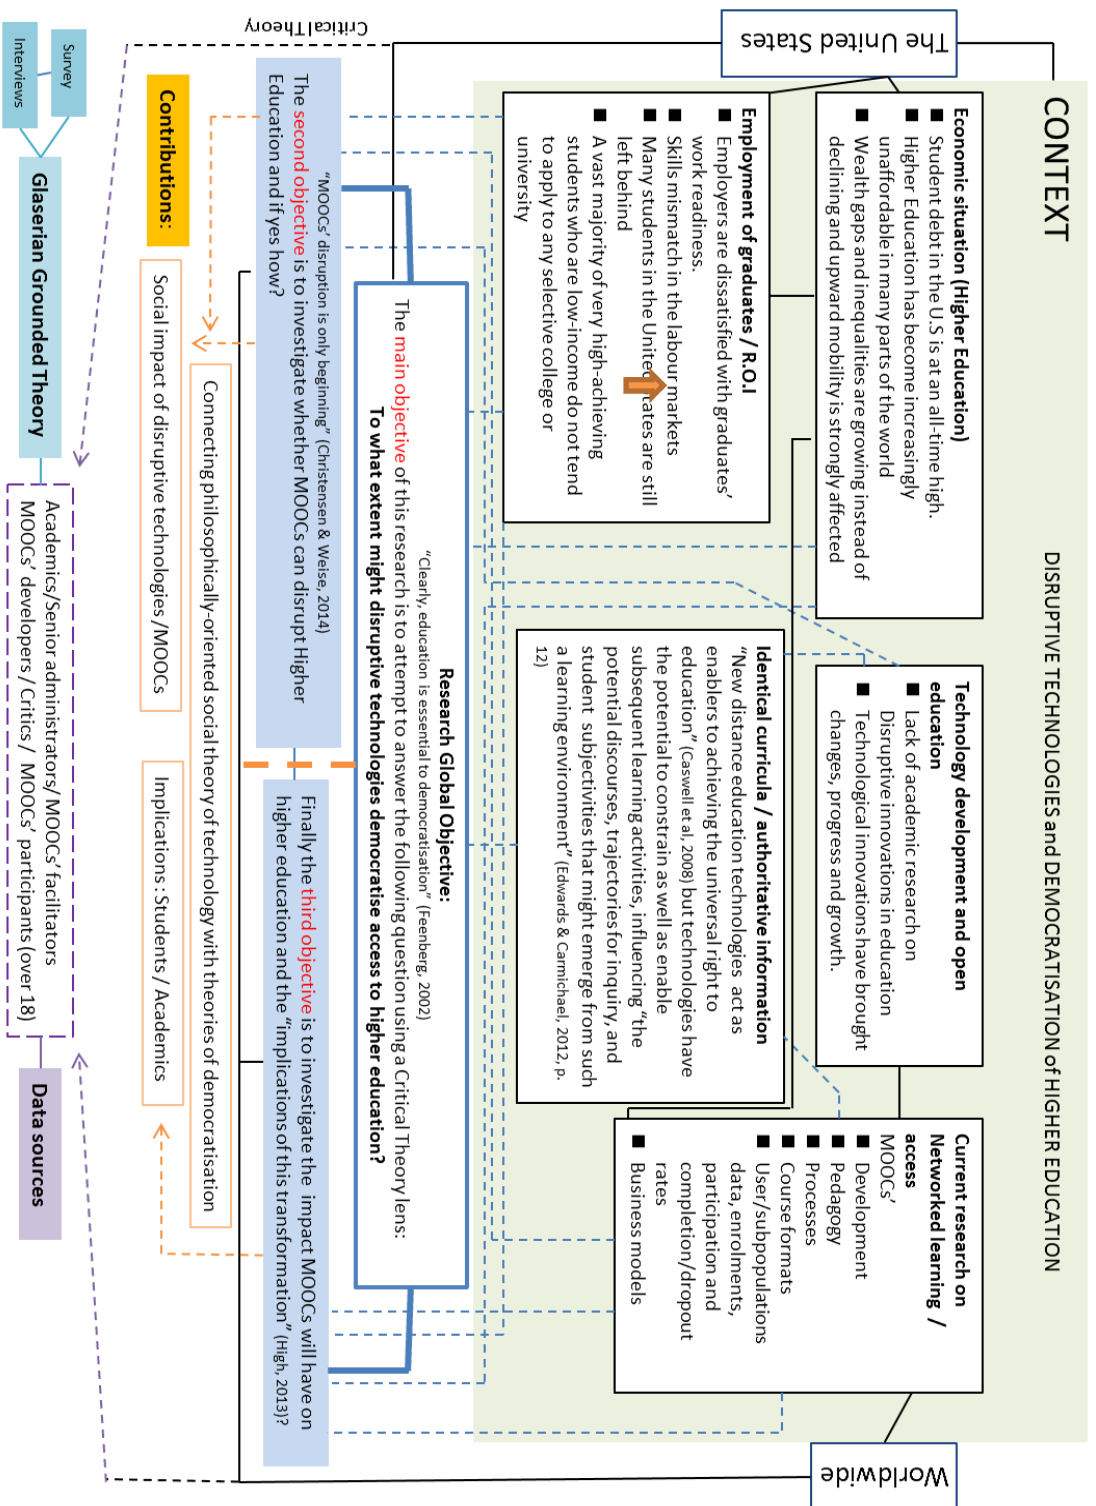 CONTEXT
DISRUPTIVE TECHNOLOGIES and DEMOCRATISATION of HIGHER EDUCATION
The United States
Economic situation (Higher Education)
■ Student debt in the U.S is at an all-time high.
■ Higher Education has become increasingly
unaffordable in many parts of the world
■ Wealth gaps and inequalities are growing instead of
declining and upward mobility is strongly affected
Technology development and open
education
■ Lack of academic research on
Disruptive innovations in education
■ Technological innovations have brought
changes, progress and growth.
Current research on
Networked learning /
access
MOOCs'
■ Development
■ Pedagogy
■ Processes
■ Course formats
■ User/subpopulations
data, enrolments,
participation and
completion/dropout
rates
■ Business models
Worldwide
Employment of graduates / R.O.I
■ Employers are dissatisfied with graduates'
work readiness.
■ Skills mismatch in the labour markets
■ Many students in the United States are still
left behind
■ A vast majority of very high-achieving
students who are low-income do not tend
to apply to any selective college or
university
Identical curricula / authoritative information
"New distance education technologies act as
enablers to achieving the universal right to
education" (Caswell et al, 2008) but technologies have
the potential to constrain as well as enable
subsequent learning activities, influencing "the
potential discourses, trajectories for inquiry, and
student subjectivities that might emerge from such
a learning environment" (Edwards & Carmichael, 2012, p.
12)
Research Global Objective:
"Clearly, education is essential to democratisation" (Feenberg, 2002)
The main objective of this research is to attempt to answer the following question using a Critical Theory lens:
To what extent might disruptive technologies democratise access to higher education?
Critical Theory
"MOOCs' disruption is only beginning" (Christensen & Weise, 2014)
The second objective is to investigate whether MOOCs can disrupt Higher
Education and if yes how?
Finally the third objective is to investigate the impact MOOCs will have on
higher education and the "implications of this transformation" (High, 2013)?
Contributions:
Connecting philosophically-oriented social theory of technology with theories of democratisation
Social impact of disruptive technologies /MOOCs
Implications : Students / Academics
Survey
Interviews
Glaserian Grounded Theory
Academics/Senior administrators/ MOOCs' facilitators
MOOCs' developers / Critics / MOOCs' participants (over 18)
Data sources